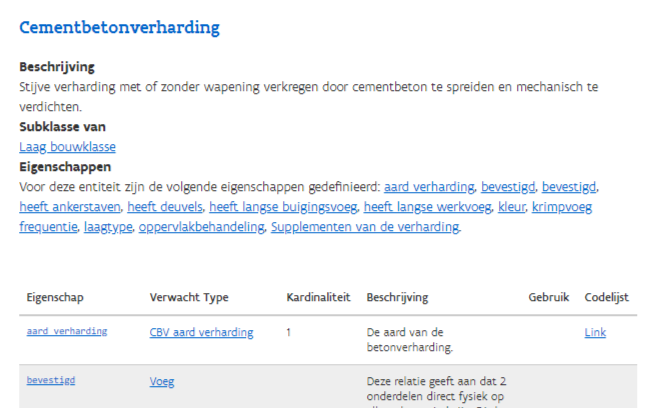 Cementbetonverharding
Beschrijving
Stijve verharding met of zonder wapening verkregen door cementbeton te spreiden en mechanisch te
verdichten.
Subklasse van
Laag bouwklasse
Eigenschappen
Voor deze entiteit zijn de volgende eigenschappen gedefinieerd: aard verharding, bevestigd, bevestigd,
heeft ankerstaven, heeft deuvels, heeft langse buigingsvoeg, heeft langse werkvoeg, kleur, krimpvoeg
frequentie, laagtype, oppervlakbehandeling, Supplementen van de verharding.
Eigenschap Verwacht Type Kardinaliteit Beschrijving Gebruik Codelijst
aard verharding CBV aard verharding 1 De aard van de Link
betonverharding.
bevestigd Voeg Deze relatie geeft aan dat 2
onderdelen direct fysiek op